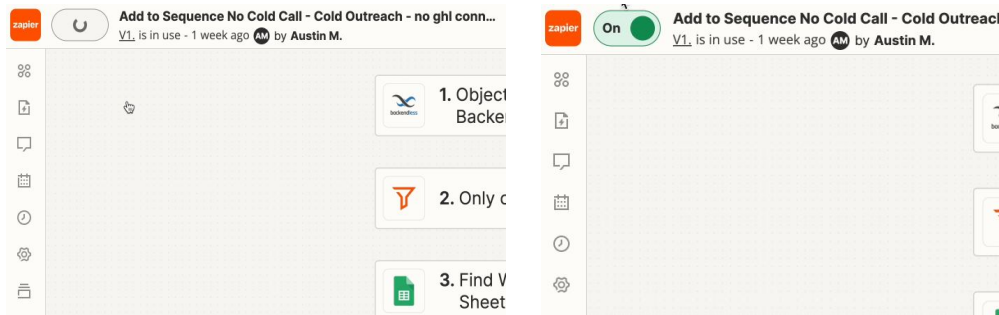 zapier
Add to Sequence No Cold Call - Cold Outreach - no ghl conn...
V1. is in use - 1 week ago AM by Austin M.
backendless
1. Object
Backe
2. Only
3. Find
Sheet
zapier
On
Add to Sequence No Cold Call - Cold Outreach
V1. is in use - 1 week ago AM by Austin M.